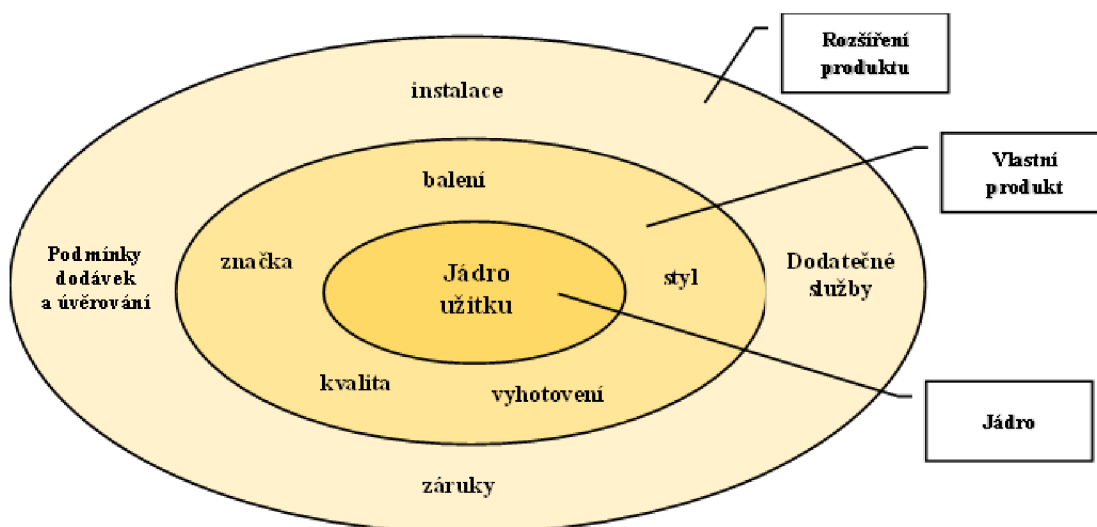 Rozšíření
produktu
instalace
Vlastní
produkt
balení
Podmínky
dodávek
a úvěrování
značka
Jádro
užitku
styl
Dodatečné
služby
kvalita
vyhotovení
Jádro
záruky